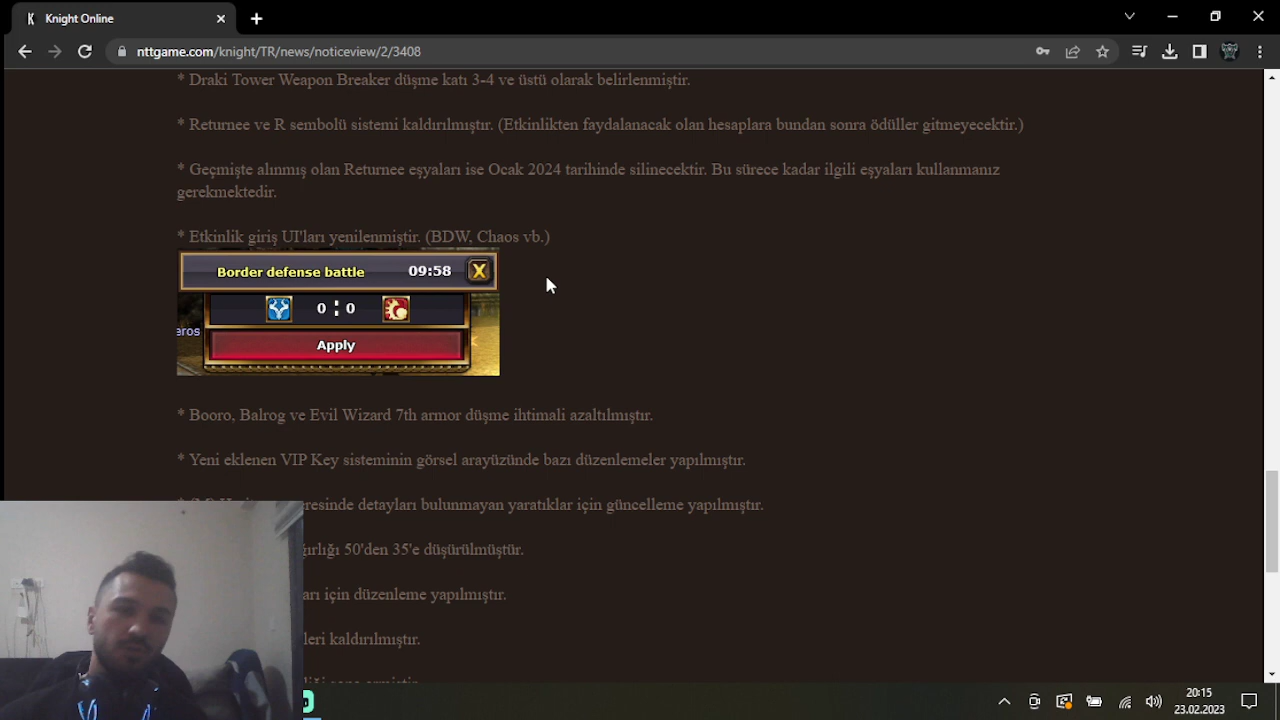 Knight Online
nttgame.com/knight/TR/news/noticeview/2/3408
* Draki Tower Weapon Breaker düşme katı 3-4 ve üstü olarak belirlenmiştir.
* Returnee ve R sembolü sistemi kaldırılmıştır. (Etkinlikten faydalanacak olan hesaplara bundan sonra ödüller gitmeyecektir.)
* Geçmişte alınmış olan Returnee eşyaları ise Ocak 2024 tarihinde silinecektir. Bu sürece kadar ilgili eşyaları kullanmanız
gerekmektedir.
* Etkinlik giriş UI'ları yenilenmiştir. (BDW, Chaos vb.)
Border defense battle 09:58 X
0 : 0
eros
Apply
* Booro, Balrog ve Evil Wizard 7th armor düşme ihtimali azaltılmıştır.
* Yeni eklenen VIP Key sisteminin görsel arayüzünde bazı düzenlemeler yapılmıştır.
detayları bulunmayan yaratıklar için güncelleme yapılmıştır.
50'den 35'e düşürülmüştür.
için düzenleme yapılmıştır.
kaldırılmıştır.
20:15
23.02.2023